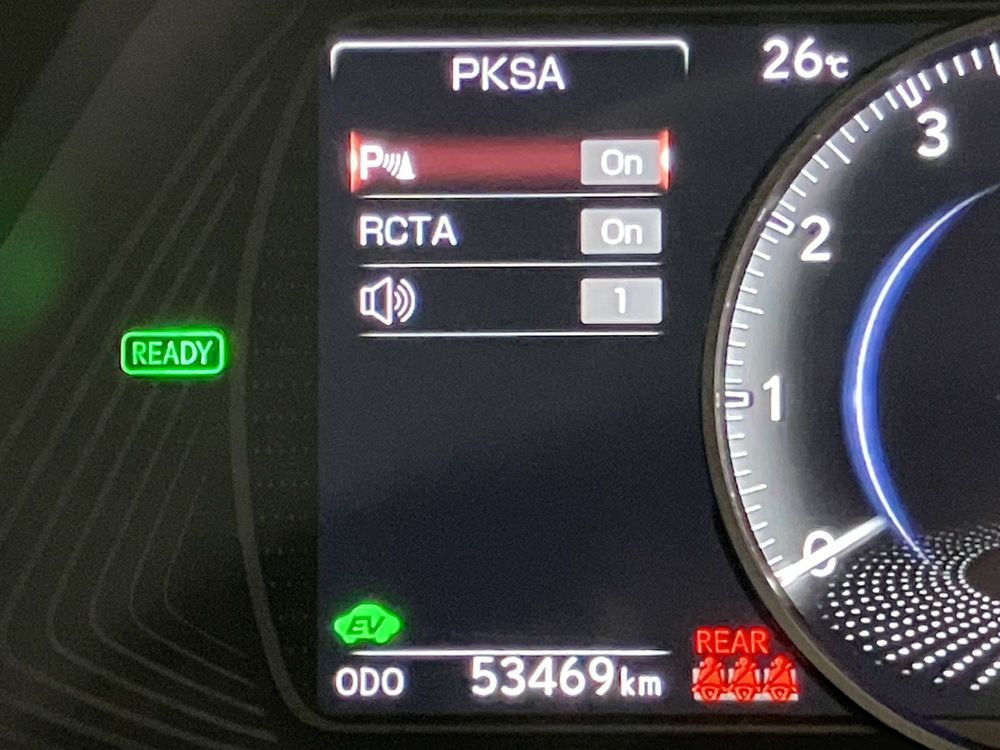 PKSA
26℃
P On
RCTA On
1
READY
3
2
1
0
EV
ODO 53469km
REAR